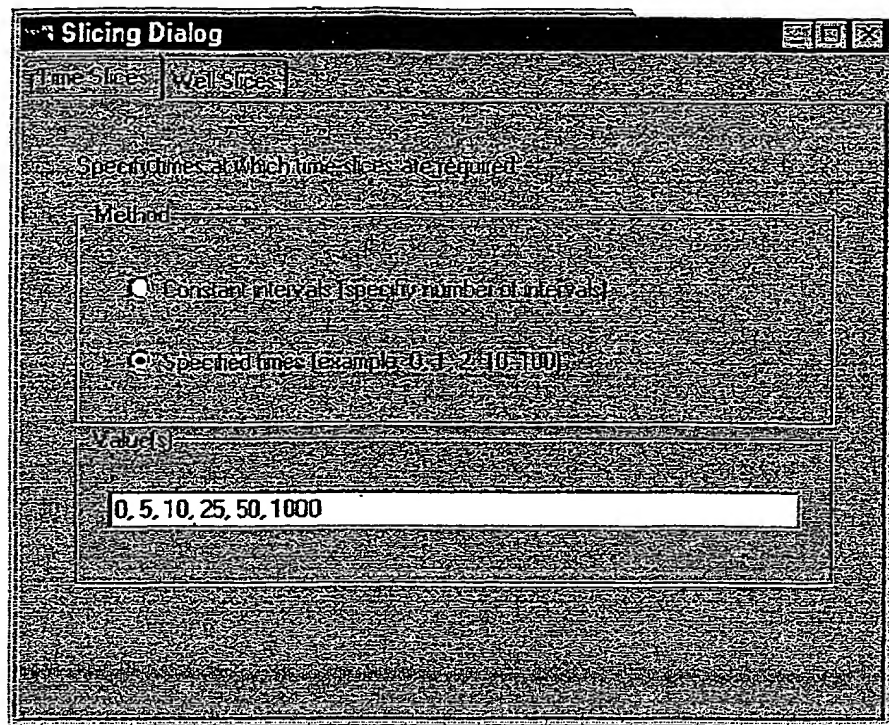 Slicing Dialog
Time Slices Well Slices
Specify times at which time slices are required
Method
Constant intervals (specify number of intervals)
Specified times (example: 0, 1, 2, 10, 100)
Value(s)
0, 5, 10, 25, 50, 1000